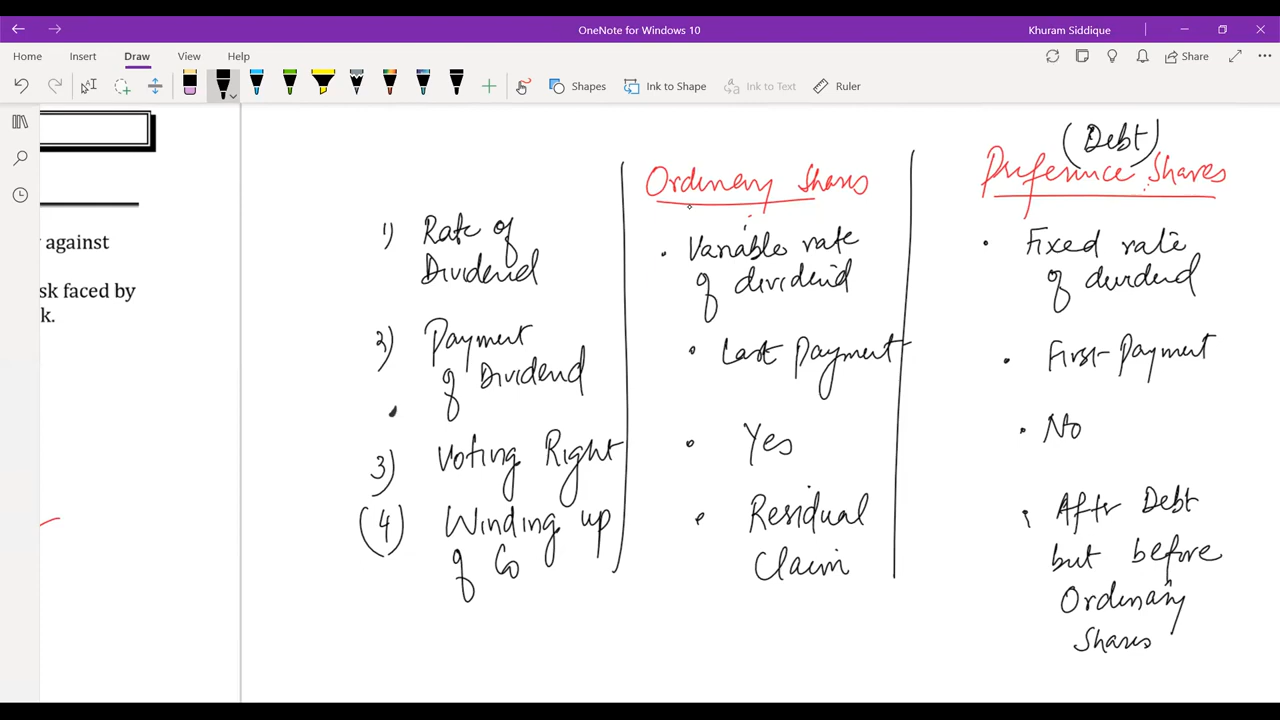 OneNote for Windows 10
Khuram Siddique
Home Insert Draw View Help
Share
Shapes
Ink to Shape
Ink to Text
Ruler
y against
sk faced by
k.
(Debt)
Ordinary Shares
Preference Shares
1) Rate of
Dividend
• Variable rate
of dividend
• Fixed rate
of dividend
2) Payment
of Dividend
• Last Payment
• First Payment
3) Voting Right
• Yes
• No
(4) Winding up
of Co
• Residual
Claim
• After Debt
but before
Ordinary
Shares